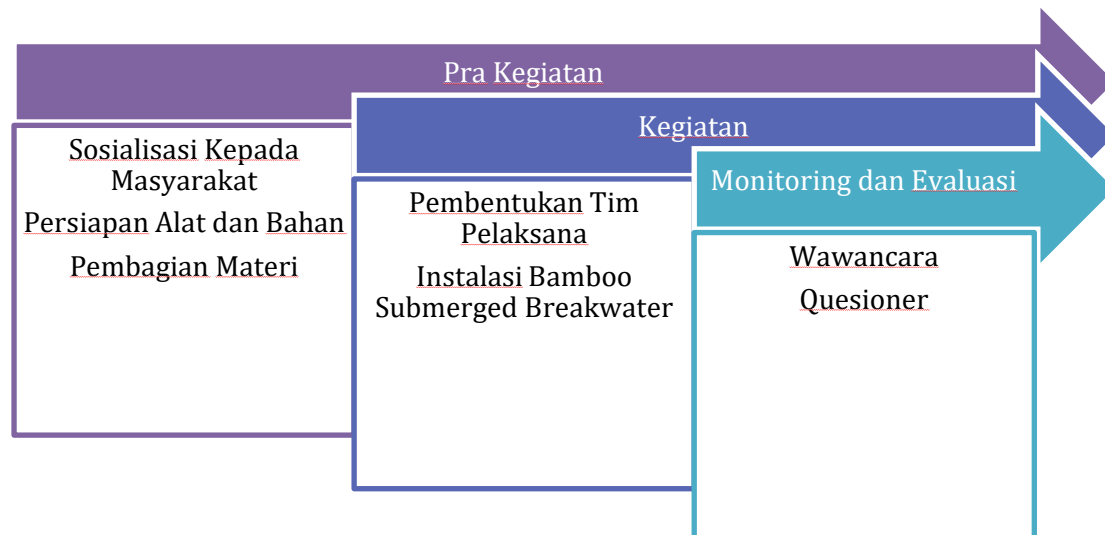 Pra Kegiatan
Sosialisasi Kepada
Masyarakat
Persiapan Alat dan Bahan
Pembagian Materi
Kegiatan
Pembentukan Tim
Pelaksana
Instalasi Bamboo
Submerged Breakwater
Monitoring dan Evaluasi
Wawancara
Quesioner